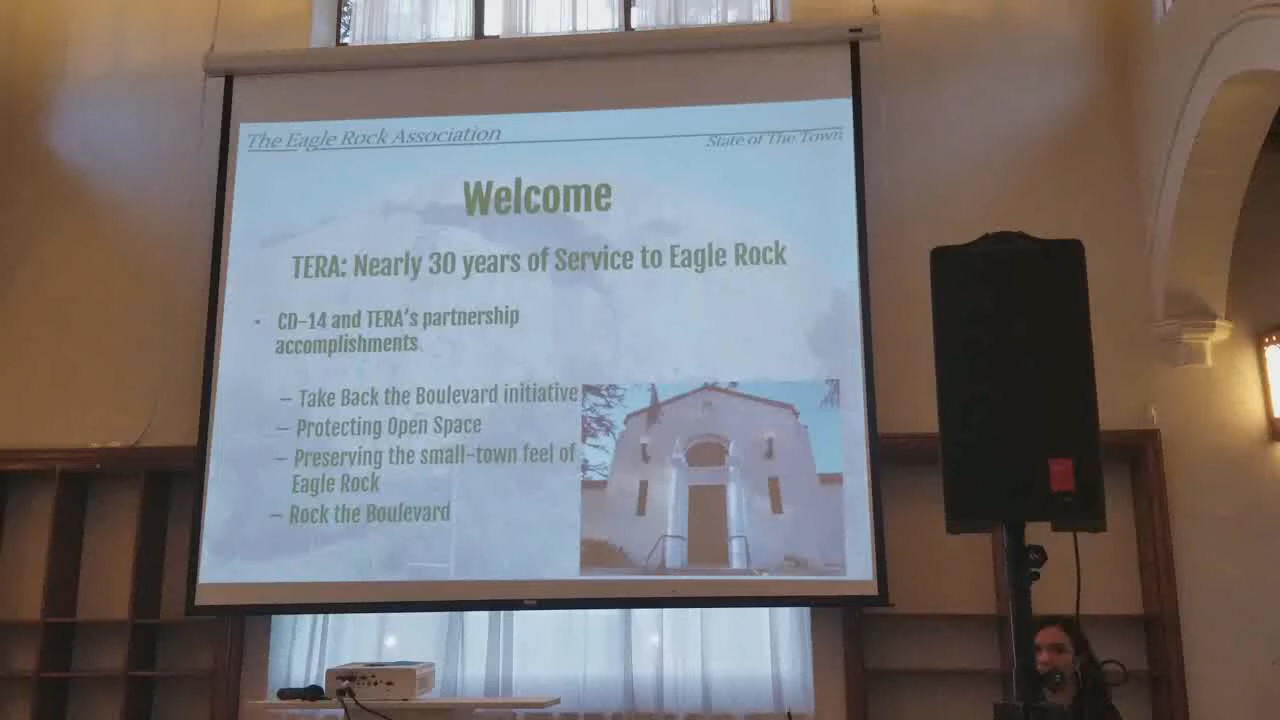 The Eagle Rock Association
State of The Town
Welcome
TERA: Nearly 30 years of Service to Eagle Rock
- CD-14 and TERA's partnership
accomplishments
– Take Back the Boulevard initiative
– Protecting Open Space
– Preserving the small-town feel of
Eagle Rock
– Rock the Boulevard